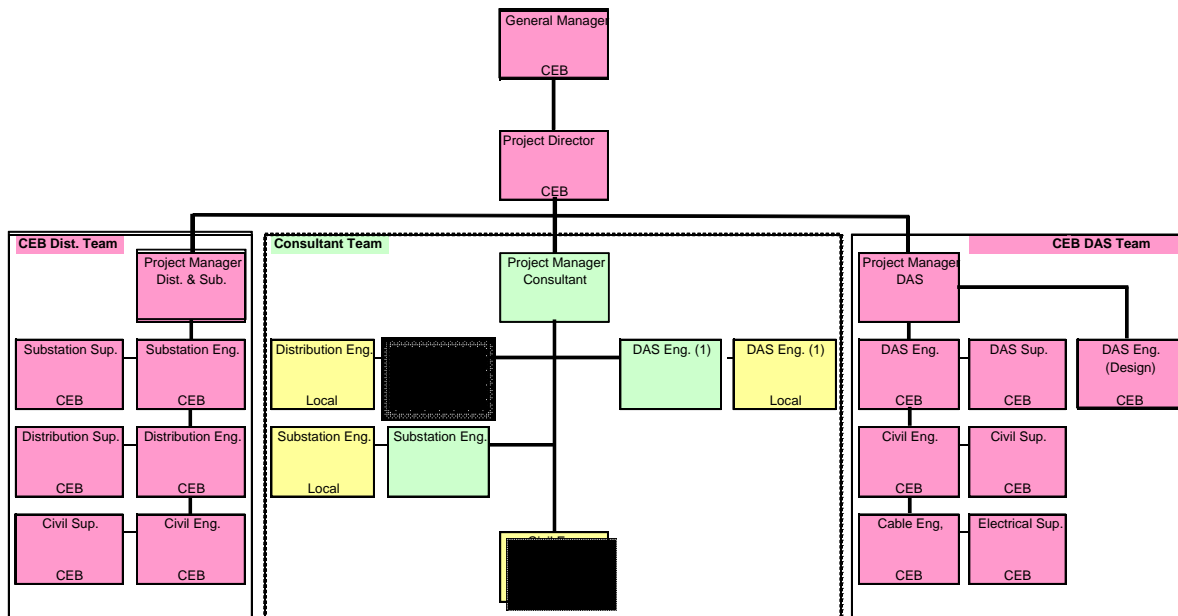 General Manager
CEB
Project Director
CEB
CEB Dist. Team
Project Manager
Dist. & Sub.
Substation Sup.
CEB
Substation Eng.
CEB
Distribution Sup.
CEB
Distribution Eng.
CEB
Civil Sup.
CEB
Civil Eng.
CEB
Consultant Team
Project Manager
Consultant
Distribution Eng.
Local
DAS Eng. (1)
DAS Eng. (1)
Local
Substation Eng.
Local
Substation Eng.
CEB DAS Team
Project Manager
DAS
DAS Eng.
CEB
DAS Sup.
CEB
DAS Eng.
(Design)
CEB
Civil Eng.
CEB
Civil Sup.
CEB
Cable Eng,
CEB
Electrical Sup.
CEB